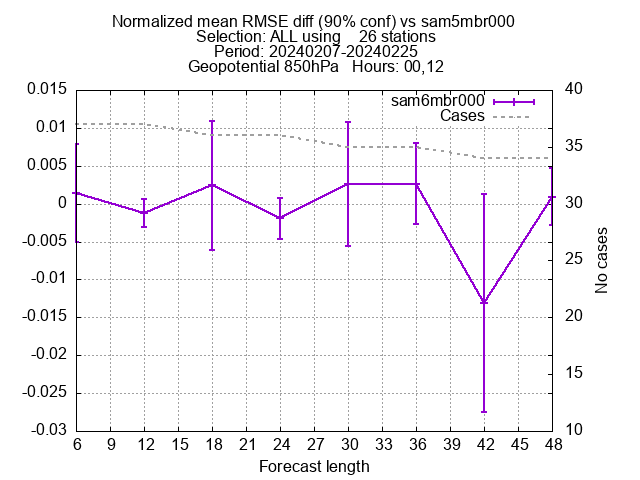 Normalized mean RMSE diff (90% conf) vs sam5mbr000
Selection: ALL using    26 stations
Period: 20240207-20240225
Geopotential 850hPa   Hours: 00,12
sam6mbr000
Cases
0.015
0.01
0.005
0
-0.005
-0.01
-0.015
-0.02
-0.025
-0.03
40
35
30
25
20
15
10
No cases
6 9 12 15 18 21 24 27 30 33 36 39 42 45 48
Forecast length